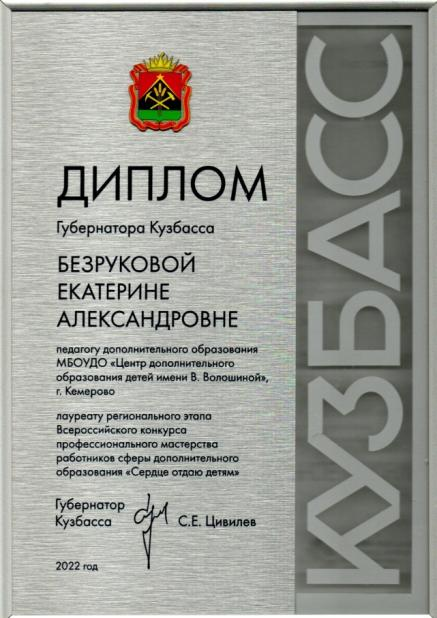 ДИПЛОМ
Губернатора Кузбасса
БЕЗРУКОВОЙ
ЕКАТЕРИНЕ
АЛЕКСАНДРОВНЕ
педагогу дополнительного образования
МБОУДО «Центр дополнительного
образования детей имени В. Волошиной»,
г. Кемерово
лауреату регионального этапа
Всероссийского конкурса
профессионального мастерства
работников сферы дополнительного
образования «Сердце отдаю детям»
Губернатор
Кузбасса С.Е. Цивилев
2022 год
КУЗБАСС